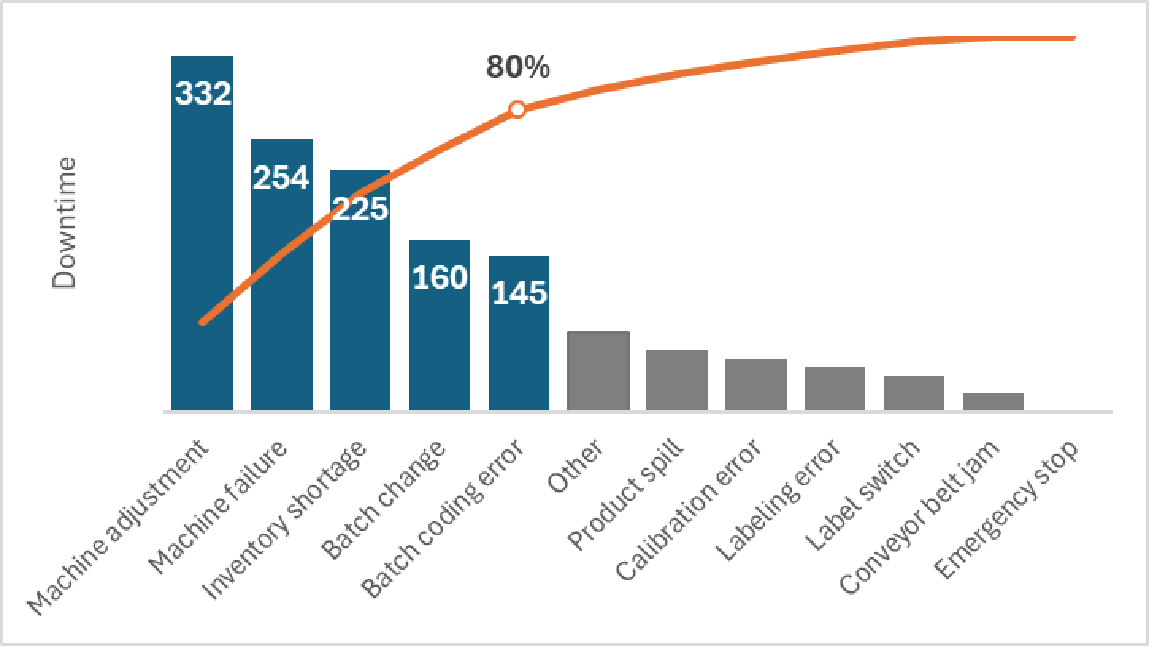 80%
332
254
225
160
145
Downtime
Machine adjustment
Machine failure
Inventory shortage
Batch change
Batch coding error
Other
Product spill
Calibration error
Labeling error
Label switch
Conveyor belt jam
Emergency stop